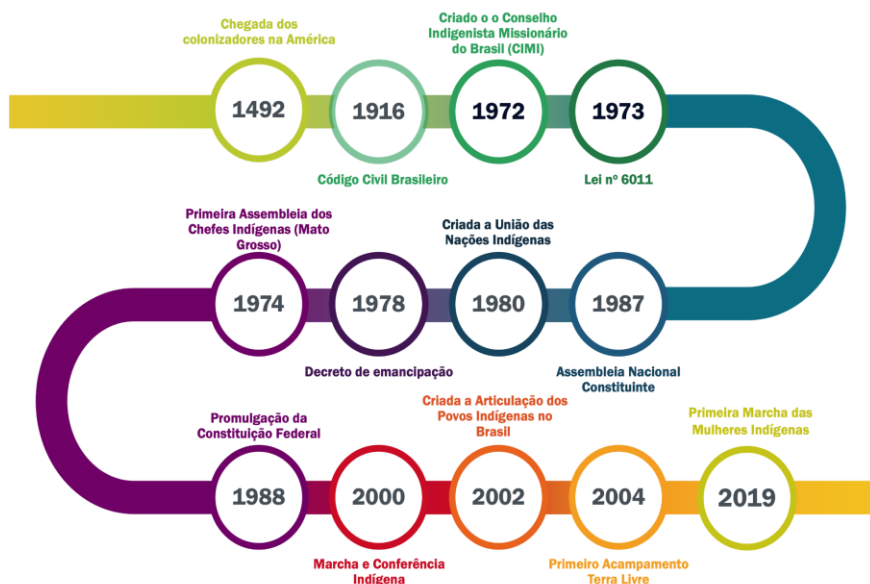 Chegada dos
colonizadores na América
1492
1916
Código Civil Brasileiro
Criado o o Conselho
Indigenista Missionário
do Brasil (CIMI)
1972
1973
Lei nº 6011
Primeira Assembleia dos
Chefes Indígenas (Mato
Grosso)
1974
1978
Decreto de emancipação
Criada a União das
Nações Indígenas
1980
1987
Assembleia Nacional
Constituinte
Promulgação da
Constituição Federal
1988
2000
Marcha e Conferência
Indígena
Criada a Articulação dos
Povos Indígenas no
Brasil
2002
2004
Primeiro Acampamento
Terra Livre
Primeira Marcha das
Mulheres Indígenas
2019